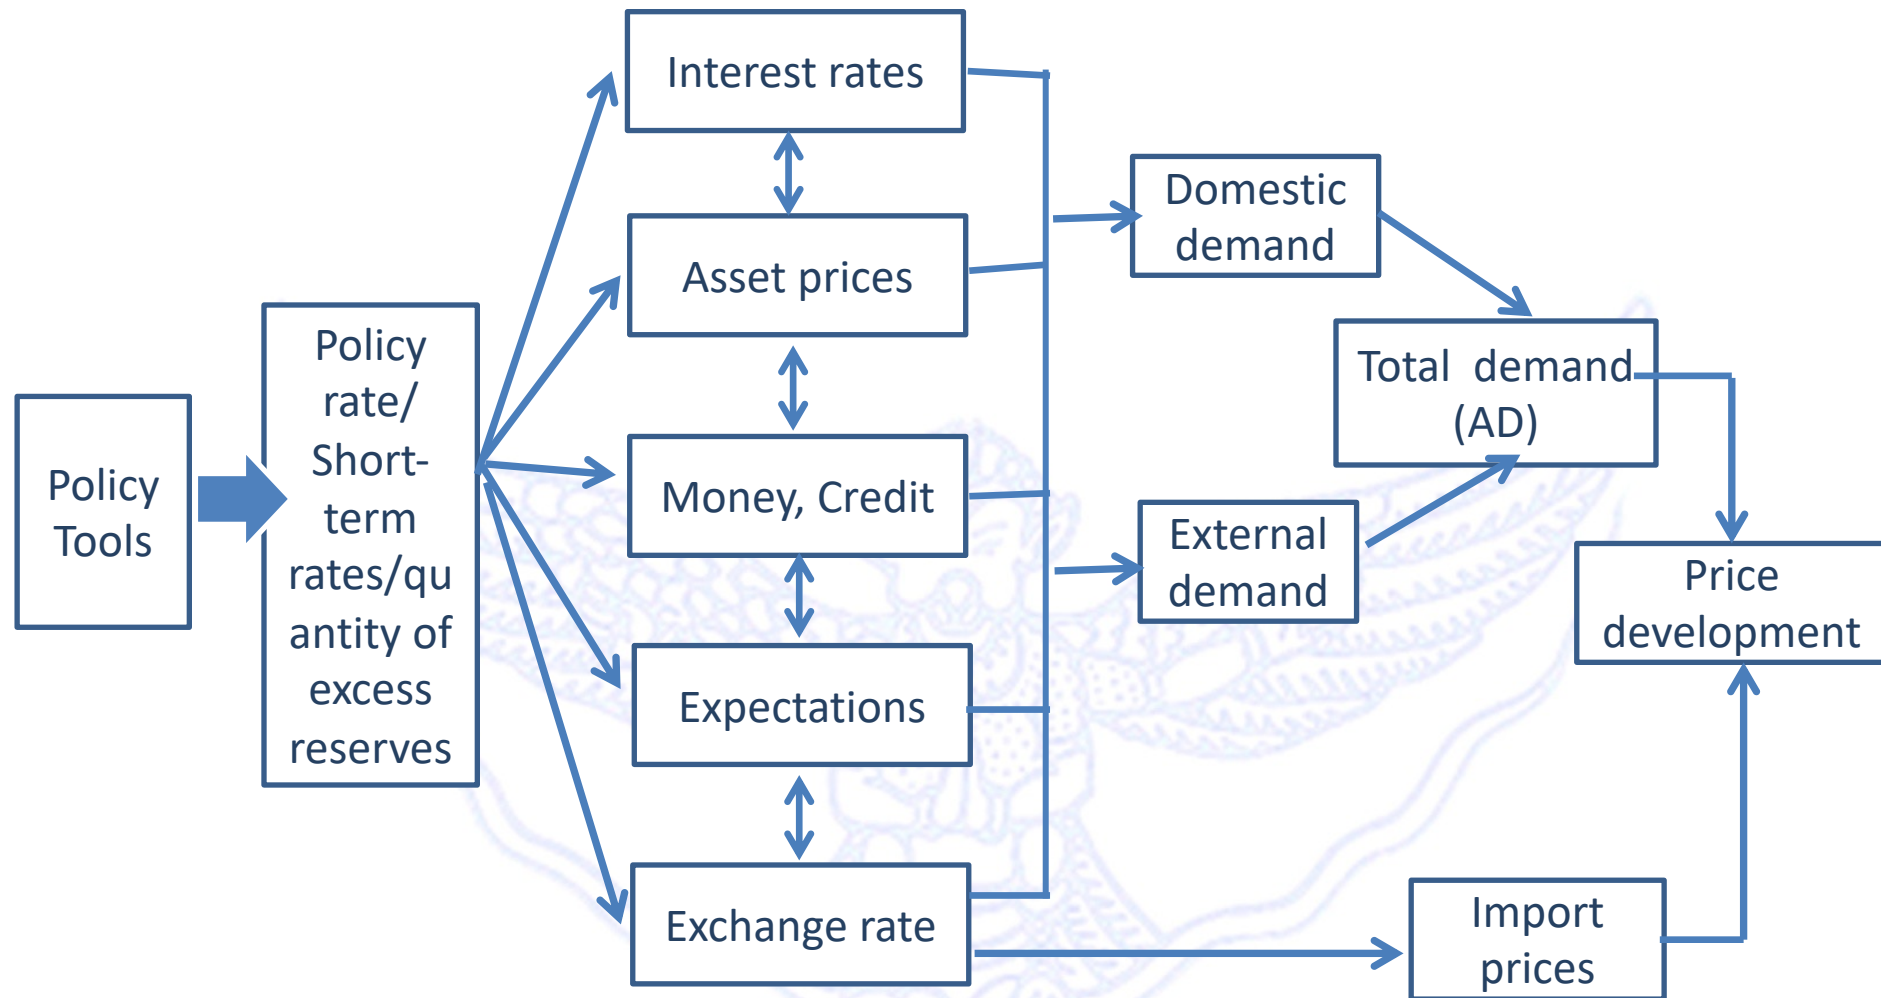 Policy
Tools
Policy
rate/
Short-
term
rates/qu
antity of
excess
reserves
Interest rates
Asset prices
Money, Credit
Expectations
Exchange rate
Domestic
demand
External
demand
Total  demand
(AD)
Import
prices
Price
development